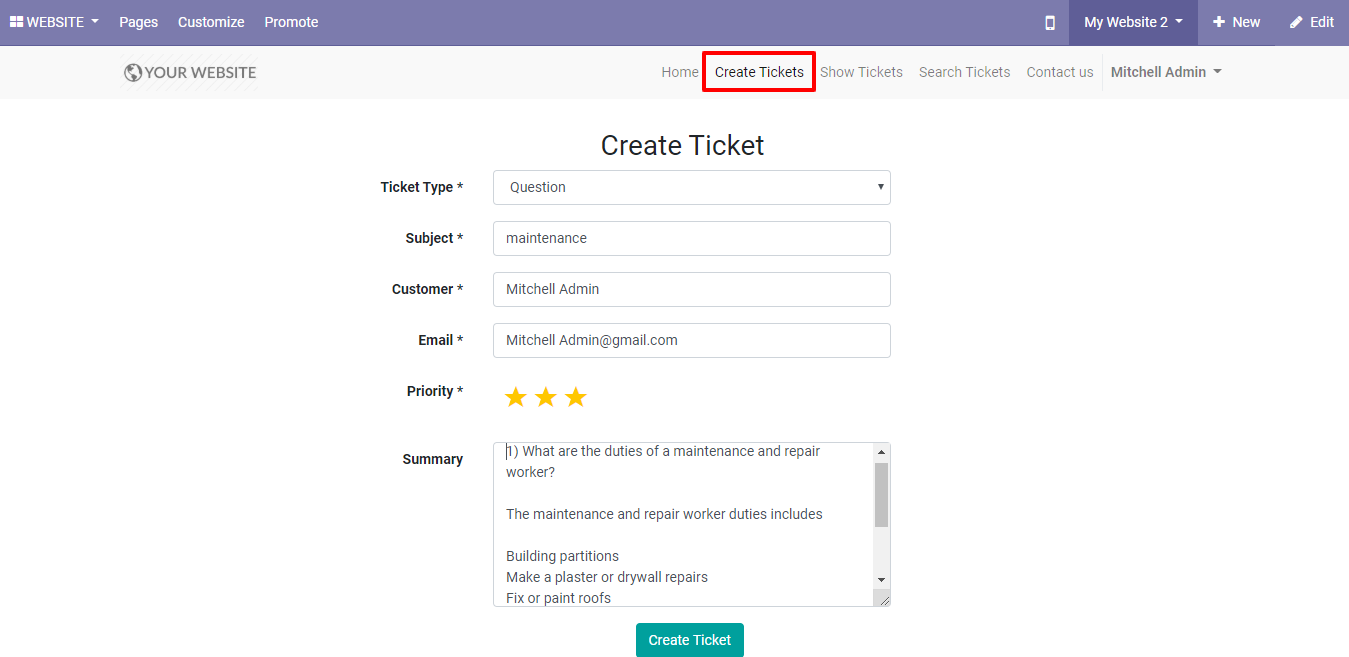 WEBSITE Pages Customize Promote My Website 2 New Edit
YOUR WEBSITE Home Create Tickets Show Tickets Search Tickets Contact us Mitchell Admin
Create Ticket
Ticket Type * Question
Subject * maintenance
Customer * Mitchell Admin
Email * Mitchell Admin@gmail.com
Priority *
Summary
1) What are the duties of a maintenance and repair
worker?
The maintenance and repair worker duties includes
Building partitions
Make a plaster or drywall repairs
Fix or paint roofs
Create Ticket